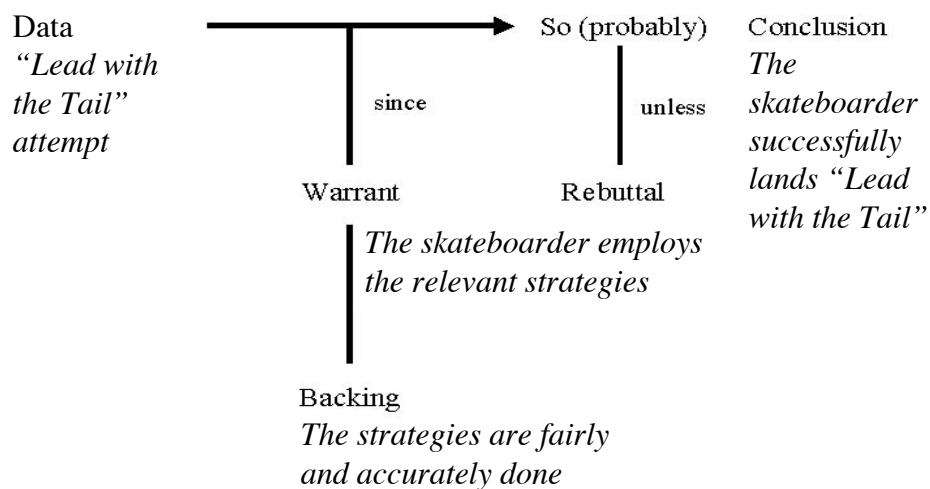 Data
“Lead with
the Tail”
attempt
since
So (probably)
unless
Conclusion
The
skateboarder
successfully
lands “Lead
with the Tail”
Warrant
Rebuttal
The skateboarder employs
the relevant strategies
Backing
The strategies are fairly
and accurately done